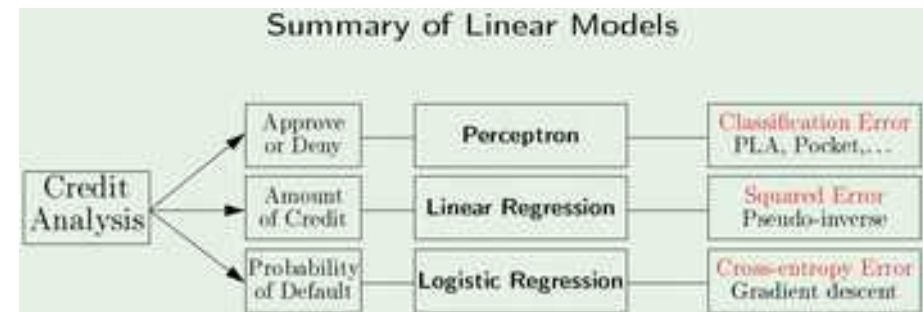 Summary of Linear Models
Credit
Analysis
Approve
or Deny
Perceptron
Classification Error
PLA, Pocket,...
Amount
of Credit
Linear Regression
Squared Error
Pseudo-inverse
Probability
of Default
Logistic Regression
Cross-entropy Error
Gradient descent